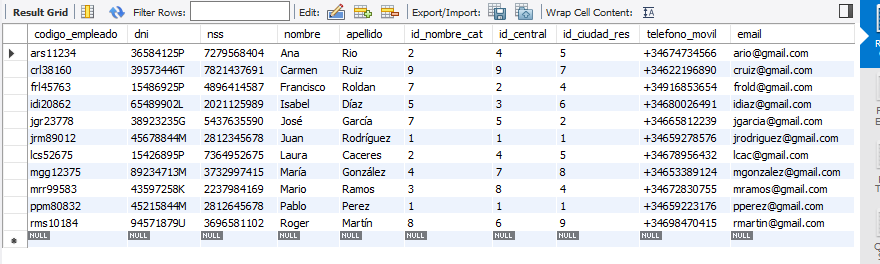 Result Grid Filter Rows: Edit: Export/Import: Wrap Cell Content:
codigo_empleado dni nss nombre apellido id_nombre_cat id_central id_ciudad_res telefono_movil email
ars11234 36584125P 7279568404 Ana Rio 2 4 5 +34674734566 ario@gmail.com
crl38160 39573446T 7821437691 Carmen Ruiz 9 9 7 +34622196890 cruiz@gmail.com
frl45763 15486925P 4896414587 Francisco Roldan 7 2 4 +34916853654 frold@gmail.com
idi20862 65489902L 2021125989 Isabel Díaz 5 3 6 +34680026491 idiaz@gmail.com
jgr23778 38923235G 5437635590 José García 7 5 2 +34665812239 jgarcia@gmail.com
jrm89012 45678844M 2812345678 Juan Rodríguez 1 1 1 +34659278576 jrodriguez@gmail.com
lcs52675 15426895P 7364952675 Laura Caceres 2 4 5 +34678956432 lcac@gmail.com
mgg12375 89234713M 3732997415 María González 4 7 8 +34653389124 mgonzalez@gmail.com
mrr99583 43597258K 2237984169 Mario Ramos 3 8 4 +34672830755 mramos@gmail.com
ppm80832 45215844M 2812645678 Pablo Perez 1 1 1 +34659223176 pperez@gmail.com
rms10184 94571879U 3696581102 Roger Martín 8 6 9 +34698470415 rmartin@gmail.com
NULL NULL NULL NULL NULL NULL NULL NULL NULL NULL